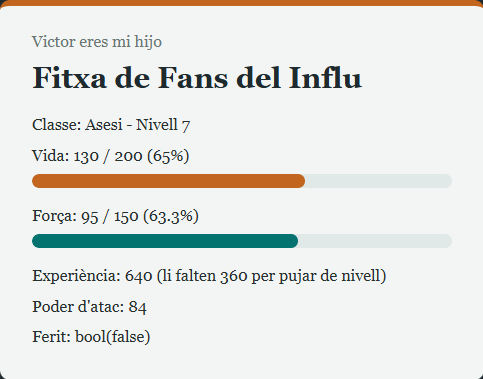 Victor eres mi hijo
Fitxa de Fans del Influ
Classe: Asesi - Nivell 7
Vida: 130 / 200 (65%)
Força: 95 / 150 (63.3%)
Experiència: 640 (li falten 360 per pujar de nivell)
Poder d'atac: 84
Ferit: bool(false)